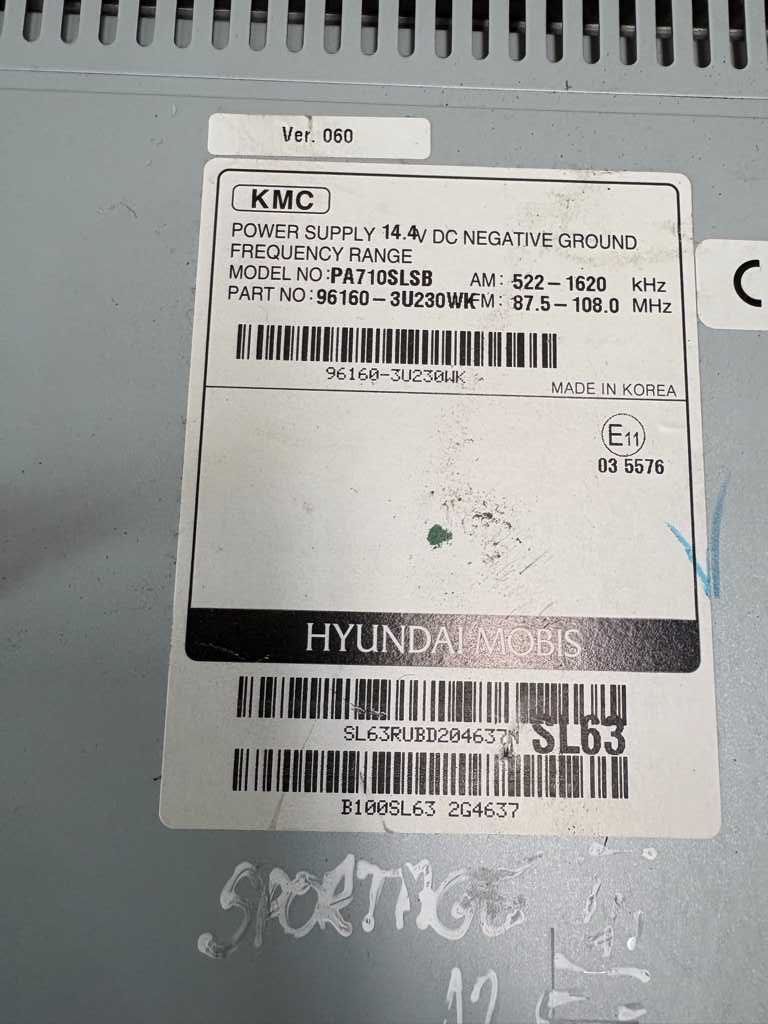 Ver. 060
KMC
POWER SUPPLY 14.4V DC NEGATIVE GROUND
FREQUENCY RANGE
MODEL NO:PA710SLSB AM: 522-1620 kHz
PART NO:96160-3U230WKFM: 87.5-108.0 MHz
96160-3U230WK
MADE IN KOREA
E11
03 5576
HYUNDAI MOBIS
SL63RUBD204637N SL63
B100SL63 2G4637
SPORTAGE
12